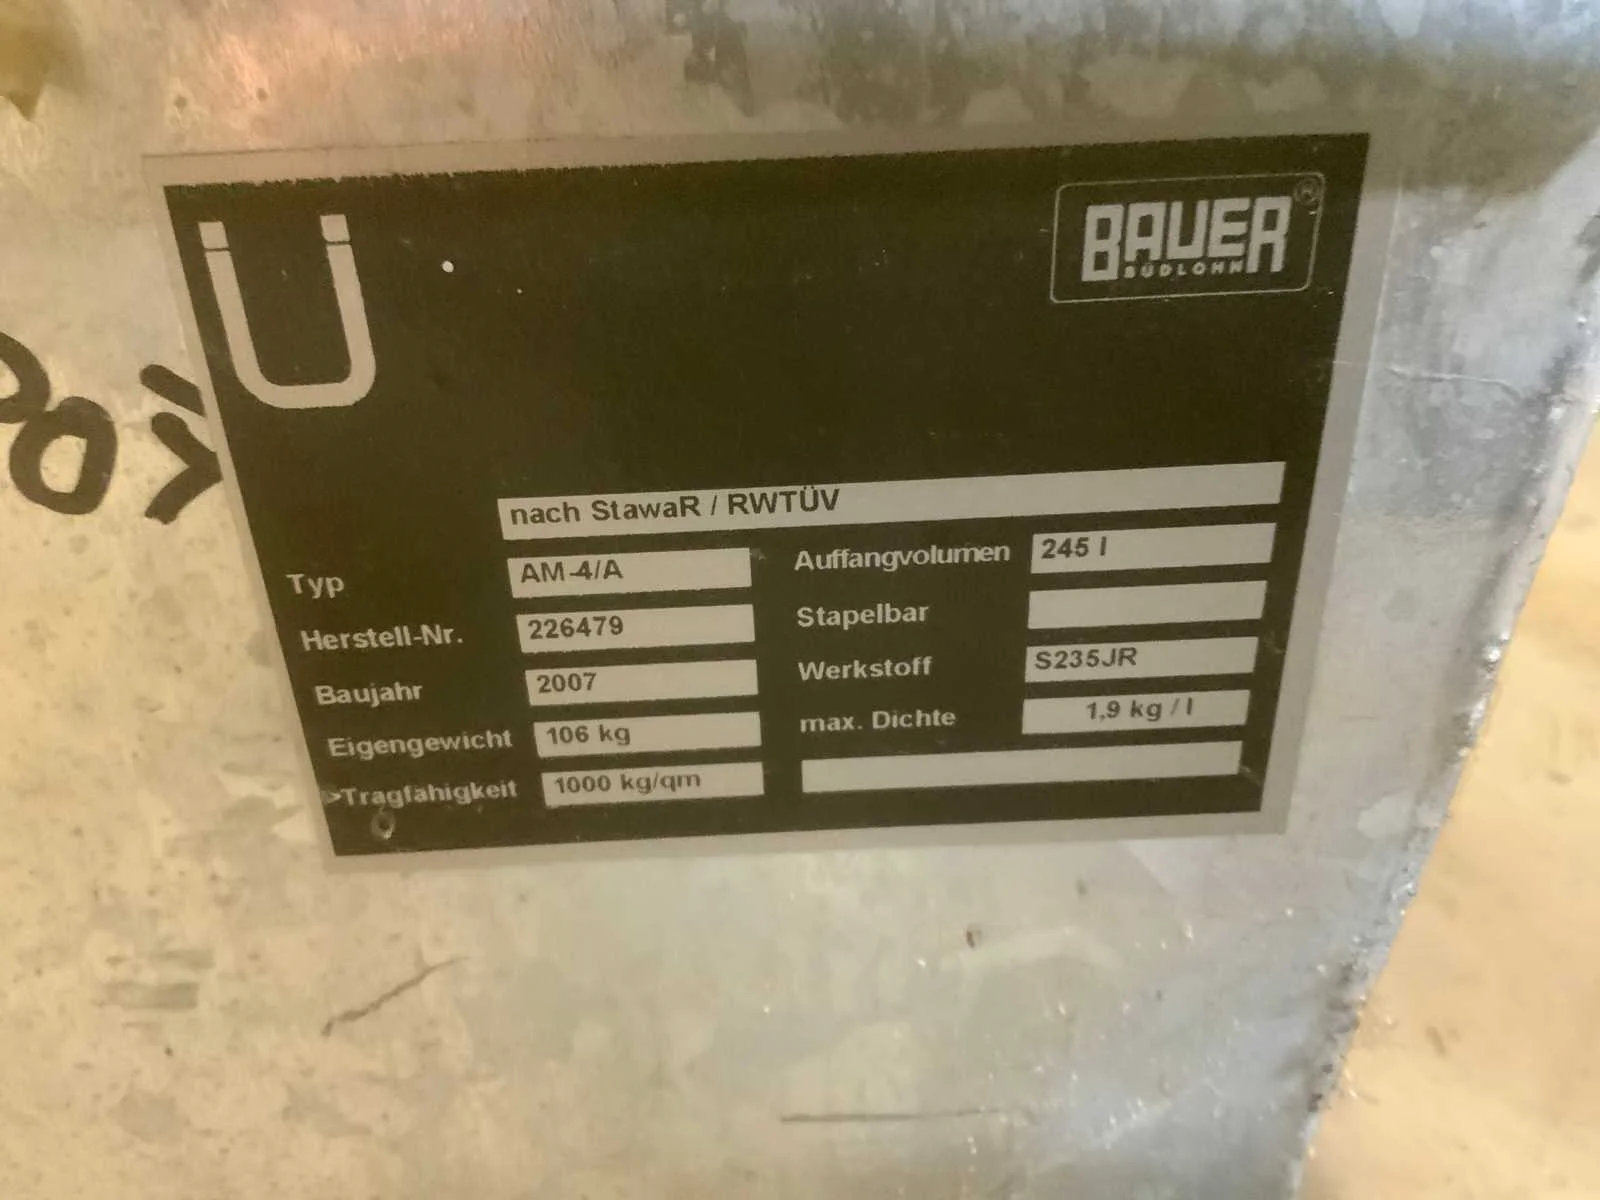 Ü
BAUER
SÜDLOHN
®
nach StawaR / RWTÜV
Typ AM-4/A
Auffangvolumen 245 l
Herstell-Nr. 226479
Stapelbar
Baujahr 2007
Werkstoff S235JR
Eigengewicht 106 kg
max. Dichte 1,9 kg / l
>Tragfähigkeit 1000 kg/qm